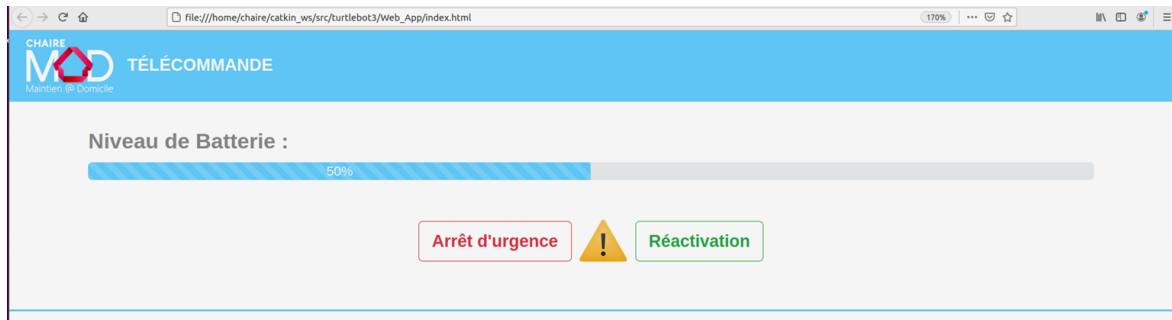 file:///home/chaire/catkin_ws/src/turtlebot3/Web_App/index.html
170%
CHAIRE
M@D
Maintien @ Domicile
TÉLÉCOMMANDE
Niveau de Batterie :
50%
Arrêt d'urgence
Réactivation